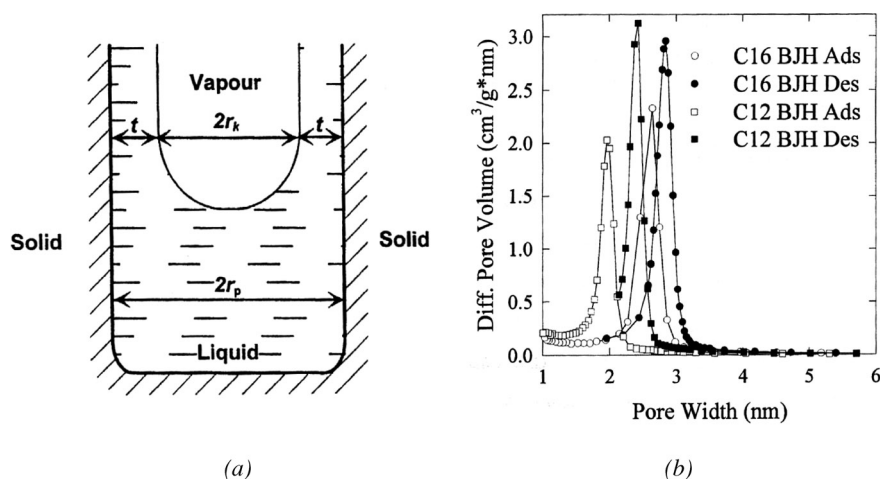 Vapour
t
2r_k
t
Solid
Solid
2r_p
Liquid
(a)
Diff. Pore Volume (cm³/g*nm)
3.0
2.5
2.0
1.5
1.0
0.5
0.0
C16 BJH Ads
C16 BJH Des
C12 BJH Ads
C12 BJH Des
1 2 3 4 5 6
Pore Width (nm)
(b)